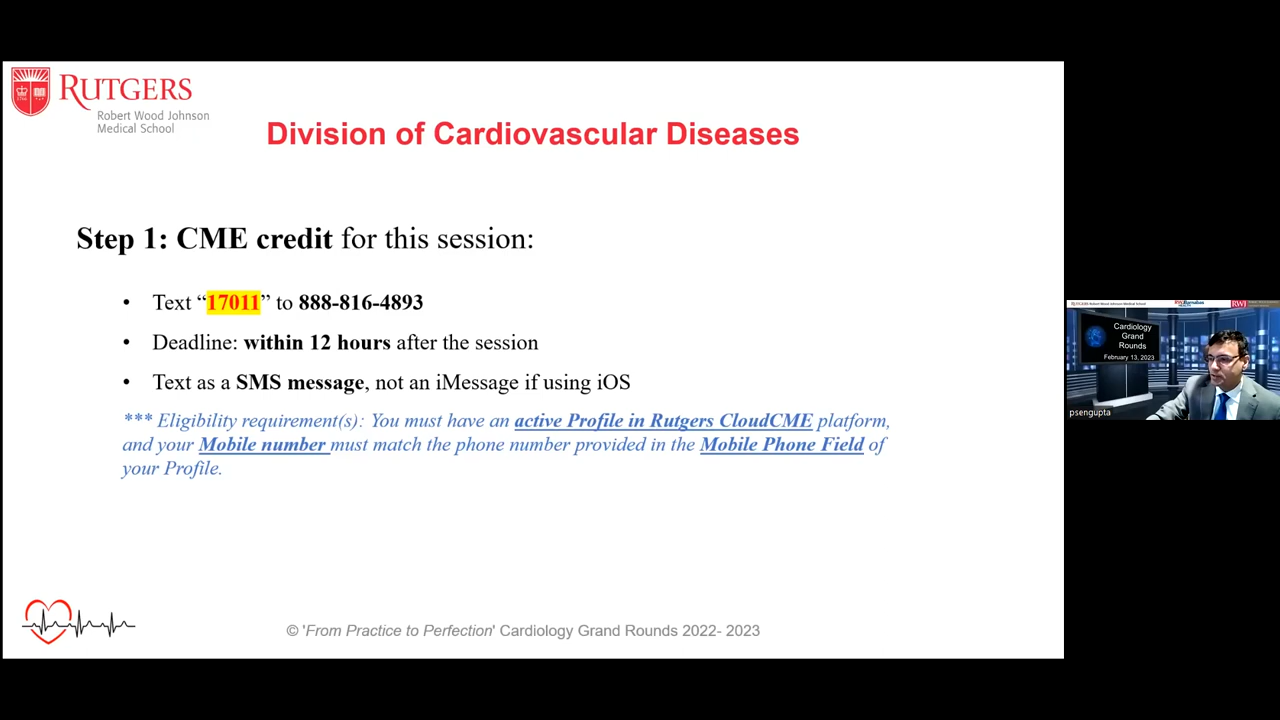 RUTGERS
Robert Wood Johnson
Medical School
Division of Cardiovascular Diseases
Step 1: CME credit for this session:
• Text “17011” to 888-816-4893
• Deadline: within 12 hours after the session
• Text as a SMS message, not an iMessage if using iOS
*** Eligibility requirement(s): You must have an active Profile in Rutgers CloudCME platform,
and your Mobile number must match the phone number provided in the Mobile Phone Field of
your Profile.
© 'From Practice to Perfection' Cardiology Grand Rounds 2022- 2023
Cardiology
Grand
Rounds
February 13, 2023
psengupta